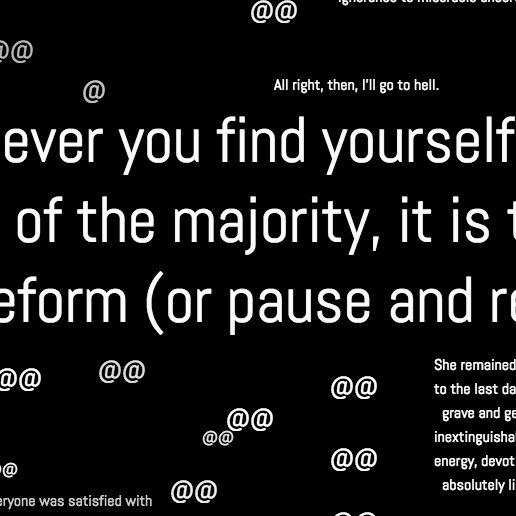 @@
@@
All right, then, I'll go to hell.
@
ever you find yourself
of the majority, it is
eform (or pause and re
She remained
@@
@@
to the last da
@@
@@
grave and ge
@@
inextinguishal
@@
energy, devot
@@
absolutely li
@@
eryone was satisfied with